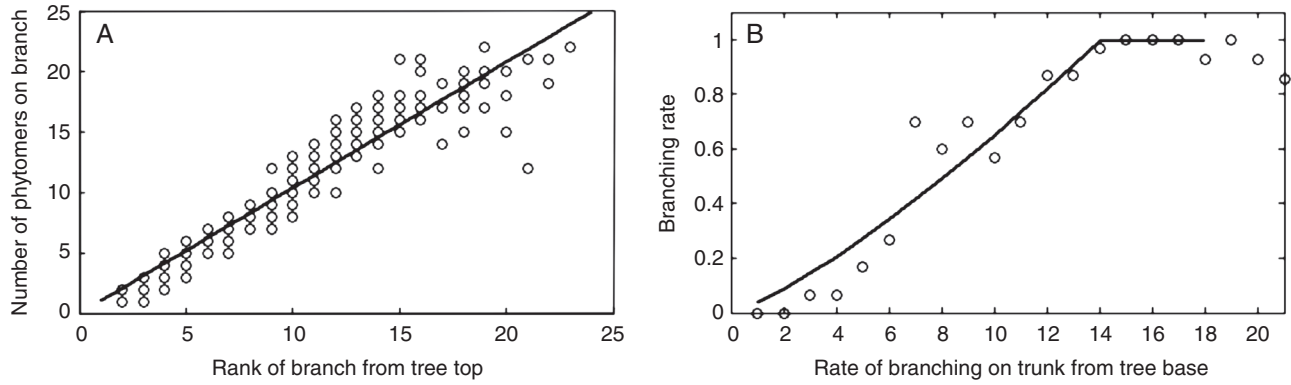 A
Number of phytomers on branch
25
20
15
10
5
0
0 5 10 15 20 25
Rank of branch from tree top
B
Branching rate
1
0.8
0.6
0.4
0.2
0
0 2 4 6 8 10 12 14 16 18 20
Rate of branching on trunk from tree base